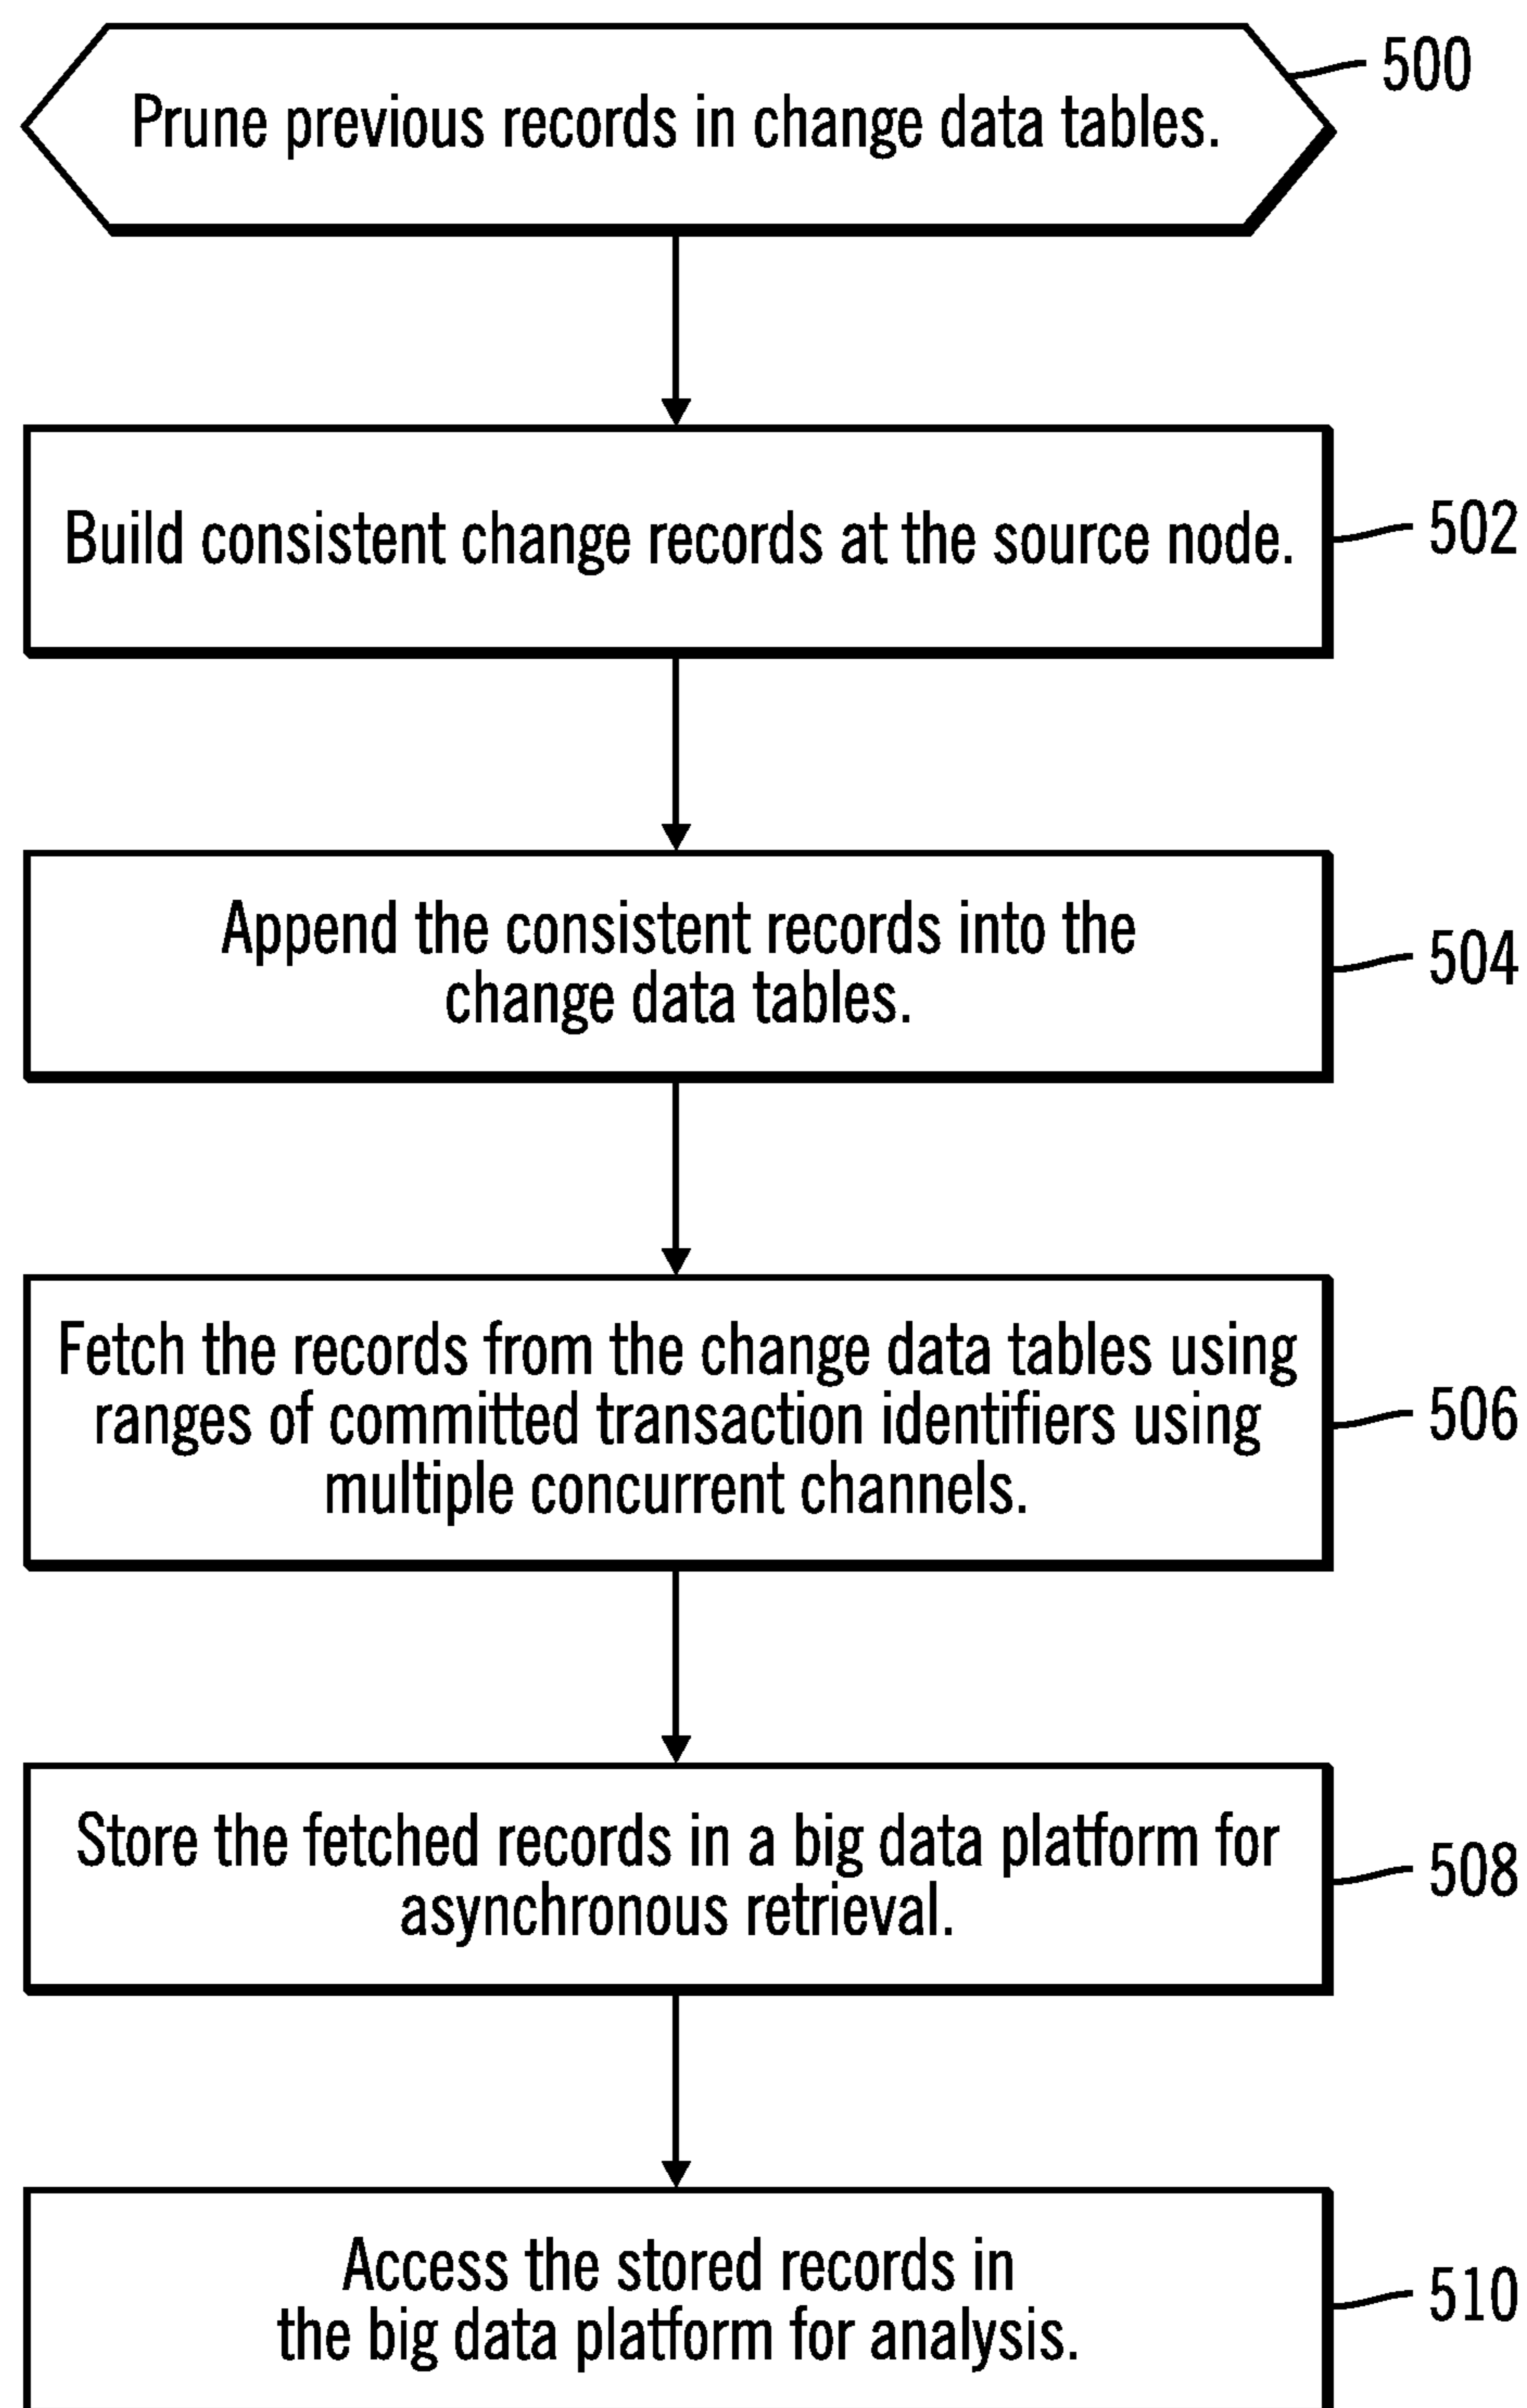 Prune previous records in change data tables.
500
Build consistent change records at the source node.
502
Append the consistent records into the
change data tables.
504
Fetch the records from the change data tables using
ranges of committed transaction identifiers using
multiple concurrent channels.
506
Store the fetched records in a big data platform for
asynchronous retrieval.
508
Access the stored records in
the big data platform for analysis.
510